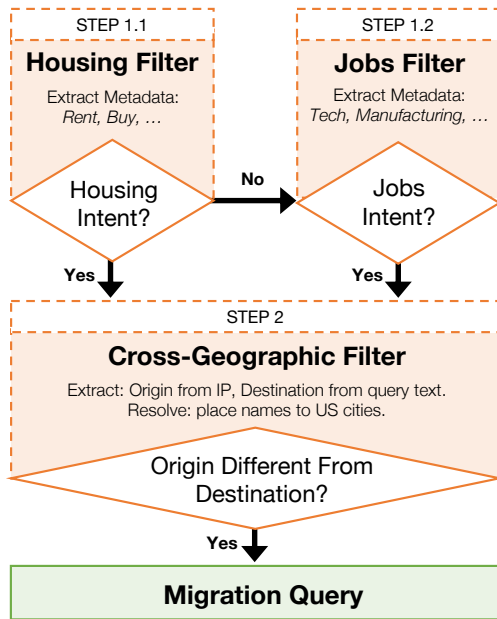 STEP 1.1
Housing Filter
Extract Metadata:
Rent, Buy, …
Housing
Intent?
Yes
No
STEP 1.2
Jobs Filter
Extract Metadata:
Tech, Manufacturing, …
Jobs
Intent?
Yes
STEP 2
Cross-Geographic Filter
Extract: Origin from IP, Destination from query text.
Resolve: place names to US cities.
Origin Different From
Destination?
Yes
Migration Query